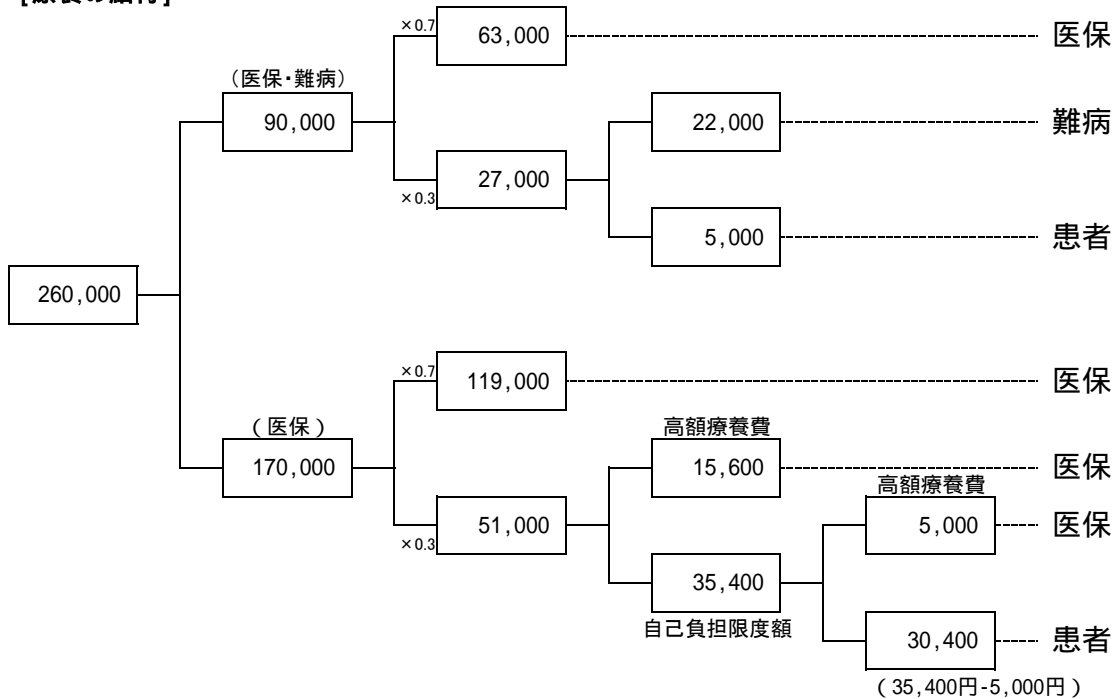 ×0.7
63,000
医保
(医保・難病)
90,000
22,000
難病
×0.3
27,000
5,000
患者
260,000
×0.7
119,000
医保
(医保)
170,000
高額療養費
15,600
医保
×0.3
51,000
高額療養費
5,000
医保
35,400
自己負担限度額
30,400
患者
(35,400円-5,000円)